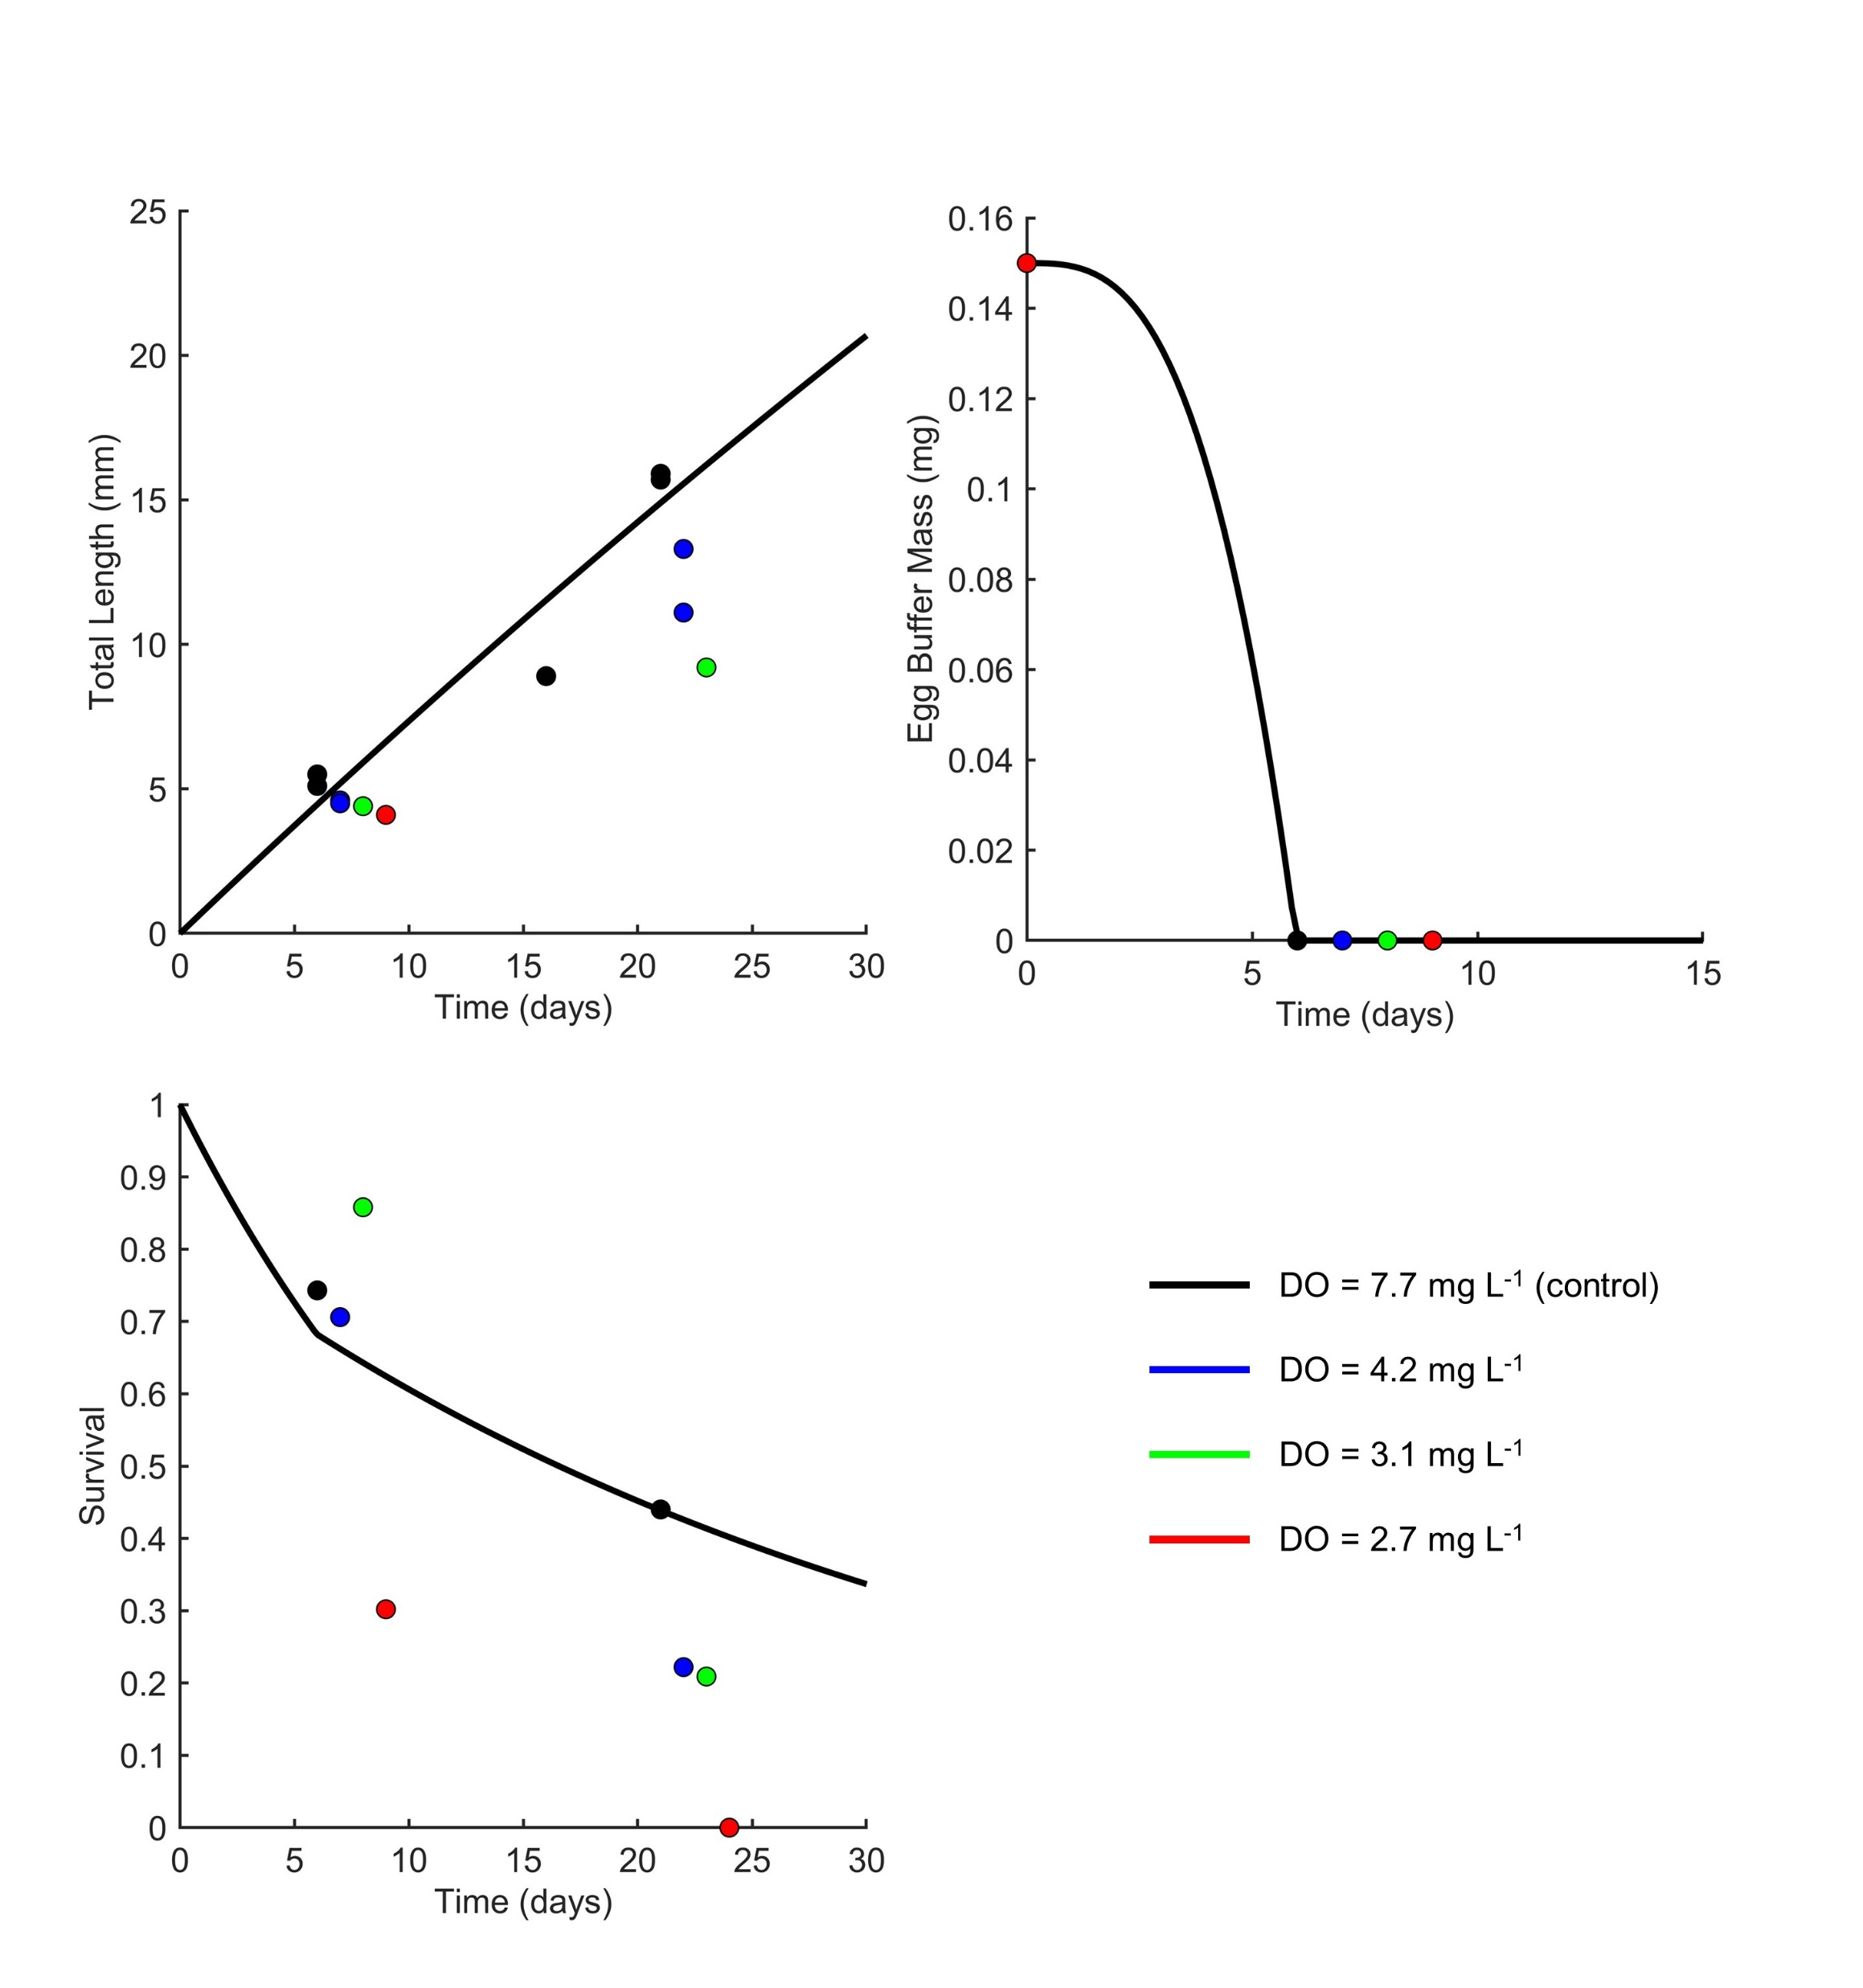 25
20
15
10
5
0
Total Length (mm)
0 5 10 15 20 25 30
Time (days)
0.16
0.14
0.12
0.1
0.08
0.06
0.04
0.02
0
Egg Buffer Mass (mg)
0 5 10 15
Time (days)
1
0.9
0.8
0.7
0.6
0.5
0.4
0.3
0.2
0.1
0
Survival
0 5 10 15 20 25 30
Time (days)
DO = 7.7 mg L⁻¹ (control)
DO = 4.2 mg L⁻¹
DO = 3.1 mg L⁻¹
DO = 2.7 mg L⁻¹